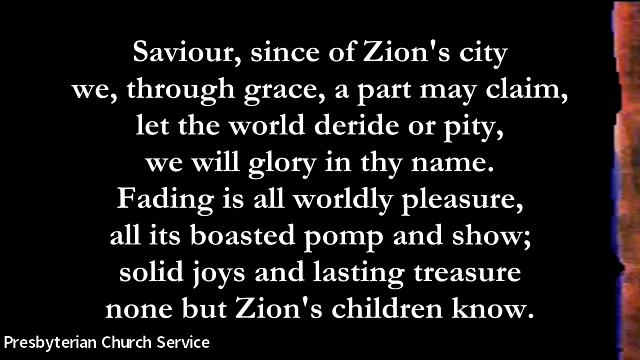 Saviour, since of Zion's city
we, through grace, a part may claim,
let the world deride or pity,
we will glory in thy name.
Fading is all worldly pleasure,
all its boasted pomp and show;
solid joys and lasting treasure
none but Zion's children know.
Presbyterian Church Service